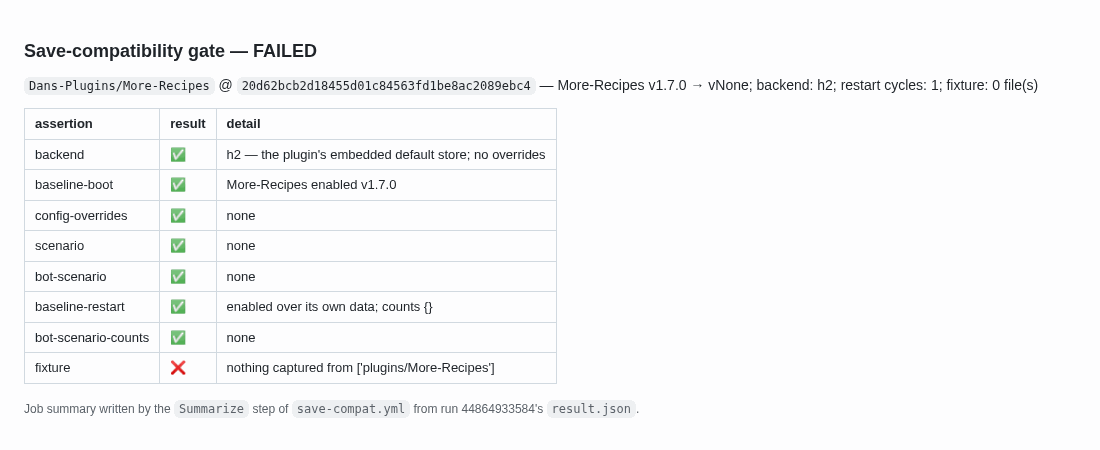 Save-compatibility gate — FAILED
Dans-Plugins/More-Recipes @ 20d62bcb2d18455d01c84563fd1be8ac2089ebc4 — More-Recipes v1.7.0 → vNone; backend: h2; restart cycles: 1; fixture: 0 file(s)
assertion result detail
backend ✅ h2 — the plugin's embedded default store; no overrides
baseline-boot ✅ More-Recipes enabled v1.7.0
config-overrides ✅ none
scenario ✅ none
bot-scenario ✅ none
baseline-restart ✅ enabled over its own data; counts {}
bot-scenario-counts ✅ none
fixture ❌ nothing captured from ['plugins/More-Recipes']
Job summary written by the Summarize step of save-compat.yml from run 44864933584's result.json.